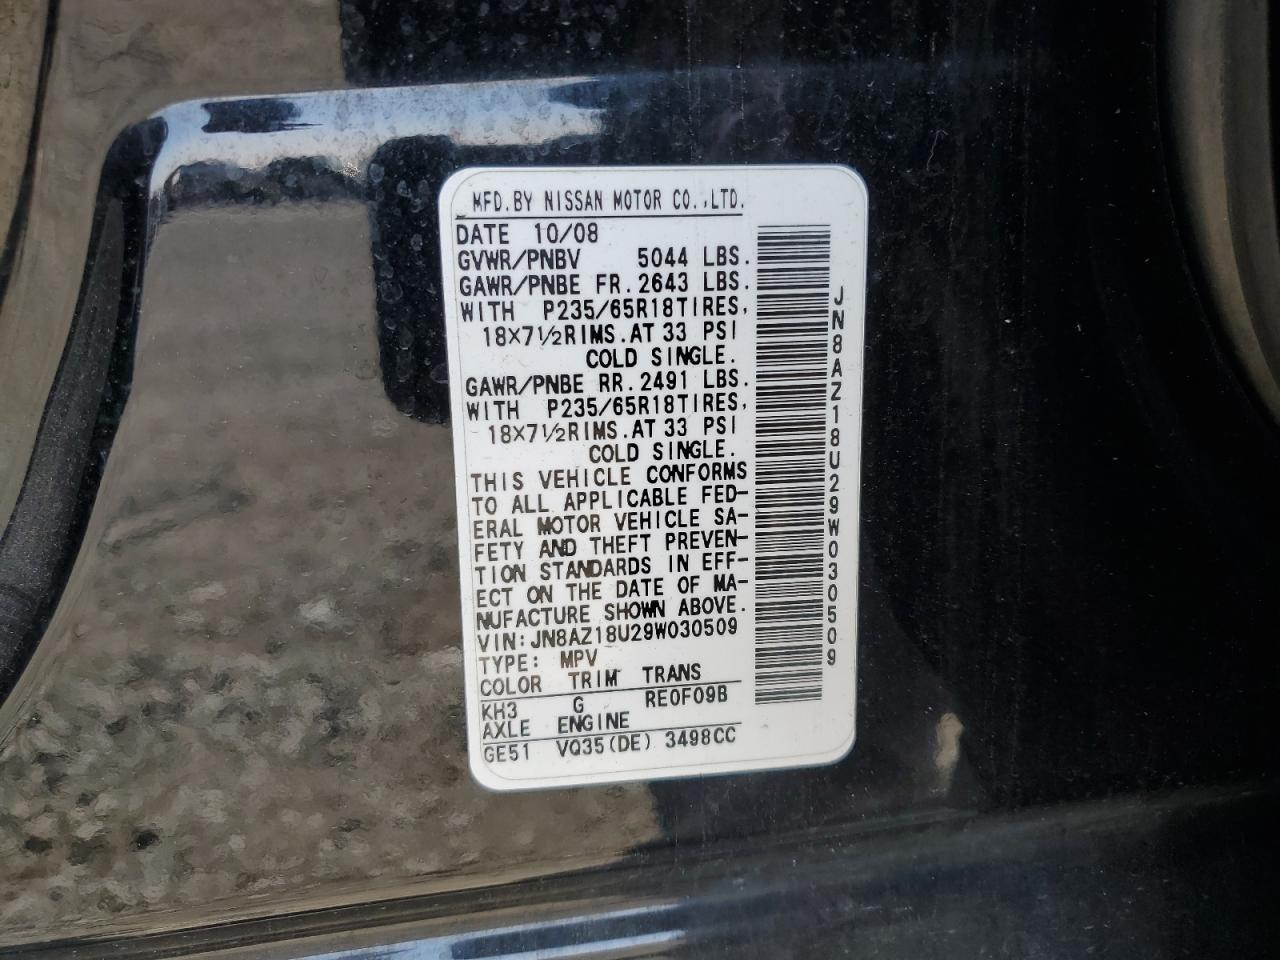 MFD.BY NISSAN MOTOR CO.,LTD.
DATE 10/08
GVWR/PNBV 5044 LBS.
GAWR/PNBE FR.2643 LBS.
WITH P235/65R18TIRES,
18X7½RIMS.AT 33 PSI
COLD SINGLE.
GAWR/PNBE RR.2491 LBS.
WITH P235/65R18TIRES,
18X7½RIMS.AT 33 PSI
COLD SINGLE.
THIS VEHICLE CONFORMS
TO ALL APPLICABLE FED-
ERAL MOTOR VEHICLE SA-
FETY AND THEFT PREVEN-
TION STANDARDS IN EFF-
ECT ON THE DATE OF MA-
NUFACTURE SHOWN ABOVE.
VIN:JN8AZ18U29W030509
TYPE: MPV
COLOR TRIM TRANS
KH3 G RE0F09B
AXLE ENGINE
GE51 VQ35(DE) 3498CC
JN8AZ18U29W030509